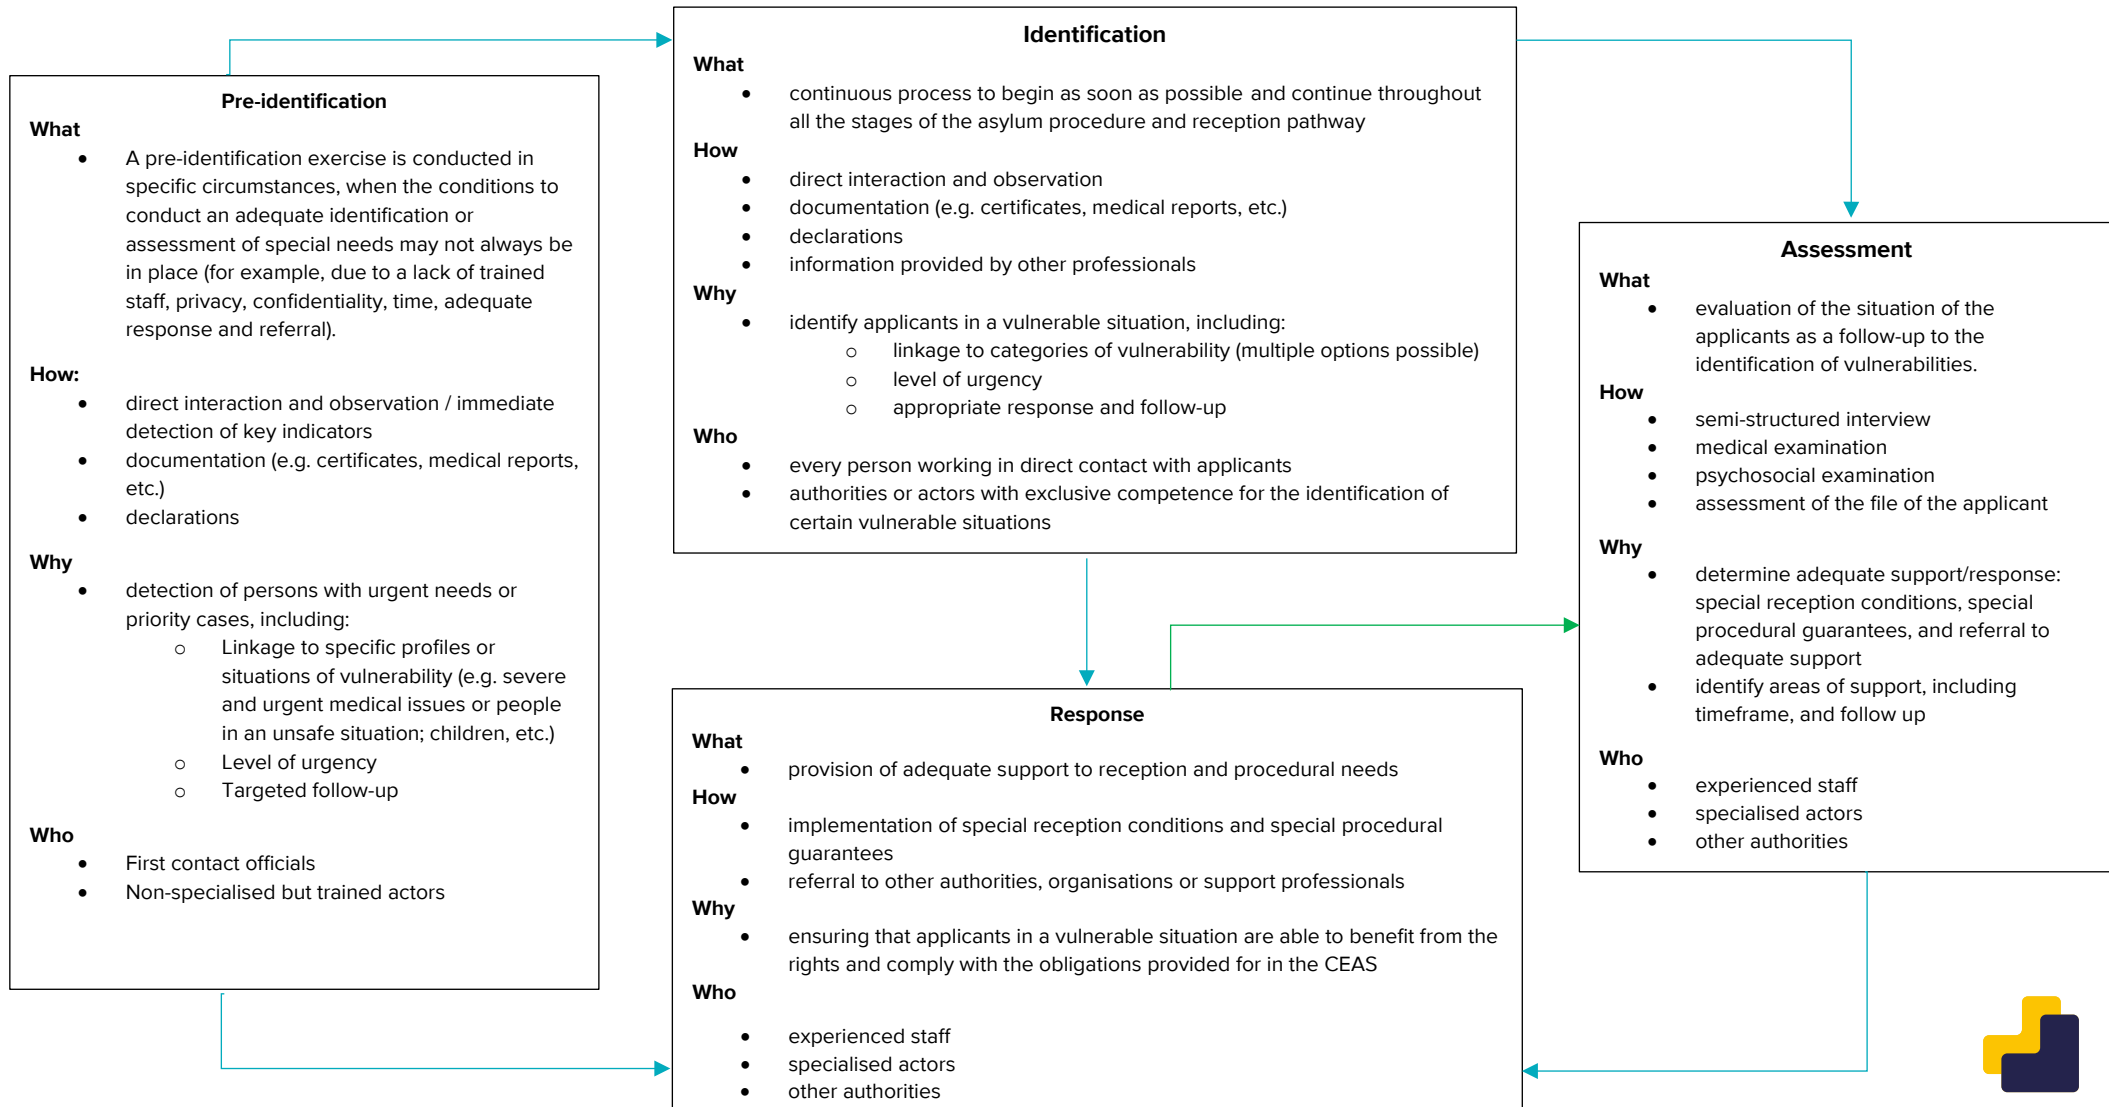 Pre-identification
What
• A pre-identification exercise is conducted in
specific circumstances, when the conditions to
conduct an adequate identification or
assessment of special needs may not always be
in place (for example, due to a lack of trained
staff, privacy, confidentiality, time, adequate
response and referral).
How:
• direct interaction and observation / immediate
detection of key indicators
• documentation (e.g. certificates, medical reports,
etc.)
• declarations
Why
• detection of persons with urgent needs or
priority cases, including:
o Linkage to specific profiles or
situations of vulnerability (e.g. severe
and urgent medical issues or people
in an unsafe situation; children, etc.)
o Level of urgency
o Targeted follow-up
Who
• First contact officials
• Non-specialised but trained actors
Identification
What
• continuous process to begin as soon as possible and continue throughout
all the stages of the asylum procedure and reception pathway
How
• direct interaction and observation
• documentation (e.g. certificates, medical reports, etc.)
• declarations
• information provided by other professionals
Why
• identify applicants in a vulnerable situation, including:
o linkage to categories of vulnerability (multiple options possible)
o level of urgency
o appropriate response and follow-up
Who
• every person working in direct contact with applicants
• authorities or actors with exclusive competence for the identification of
certain vulnerable situations
Response
What
• provision of adequate support to reception and procedural needs
How
• implementation of special reception conditions and special procedural
guarantees
• referral to other authorities, organisations or support professionals
Why
• ensuring that applicants in a vulnerable situation are able to benefit from the
rights and comply with the obligations provided for in the CEAS
Who
• experienced staff
• specialised actors
• other authorities
Assessment
What
• evaluation of the situation of the
applicants as a follow-up to the
identification of vulnerabilities.
How
• semi-structured interview
• medical examination
• psychosocial examination
• assessment of the file of the applicant
Why
• determine adequate support/response:
special reception conditions, special
procedural guarantees, and referral to
adequate support
• identify areas of support, including
timeframe, and follow up
Who
• experienced staff
• specialised actors
• other authorities